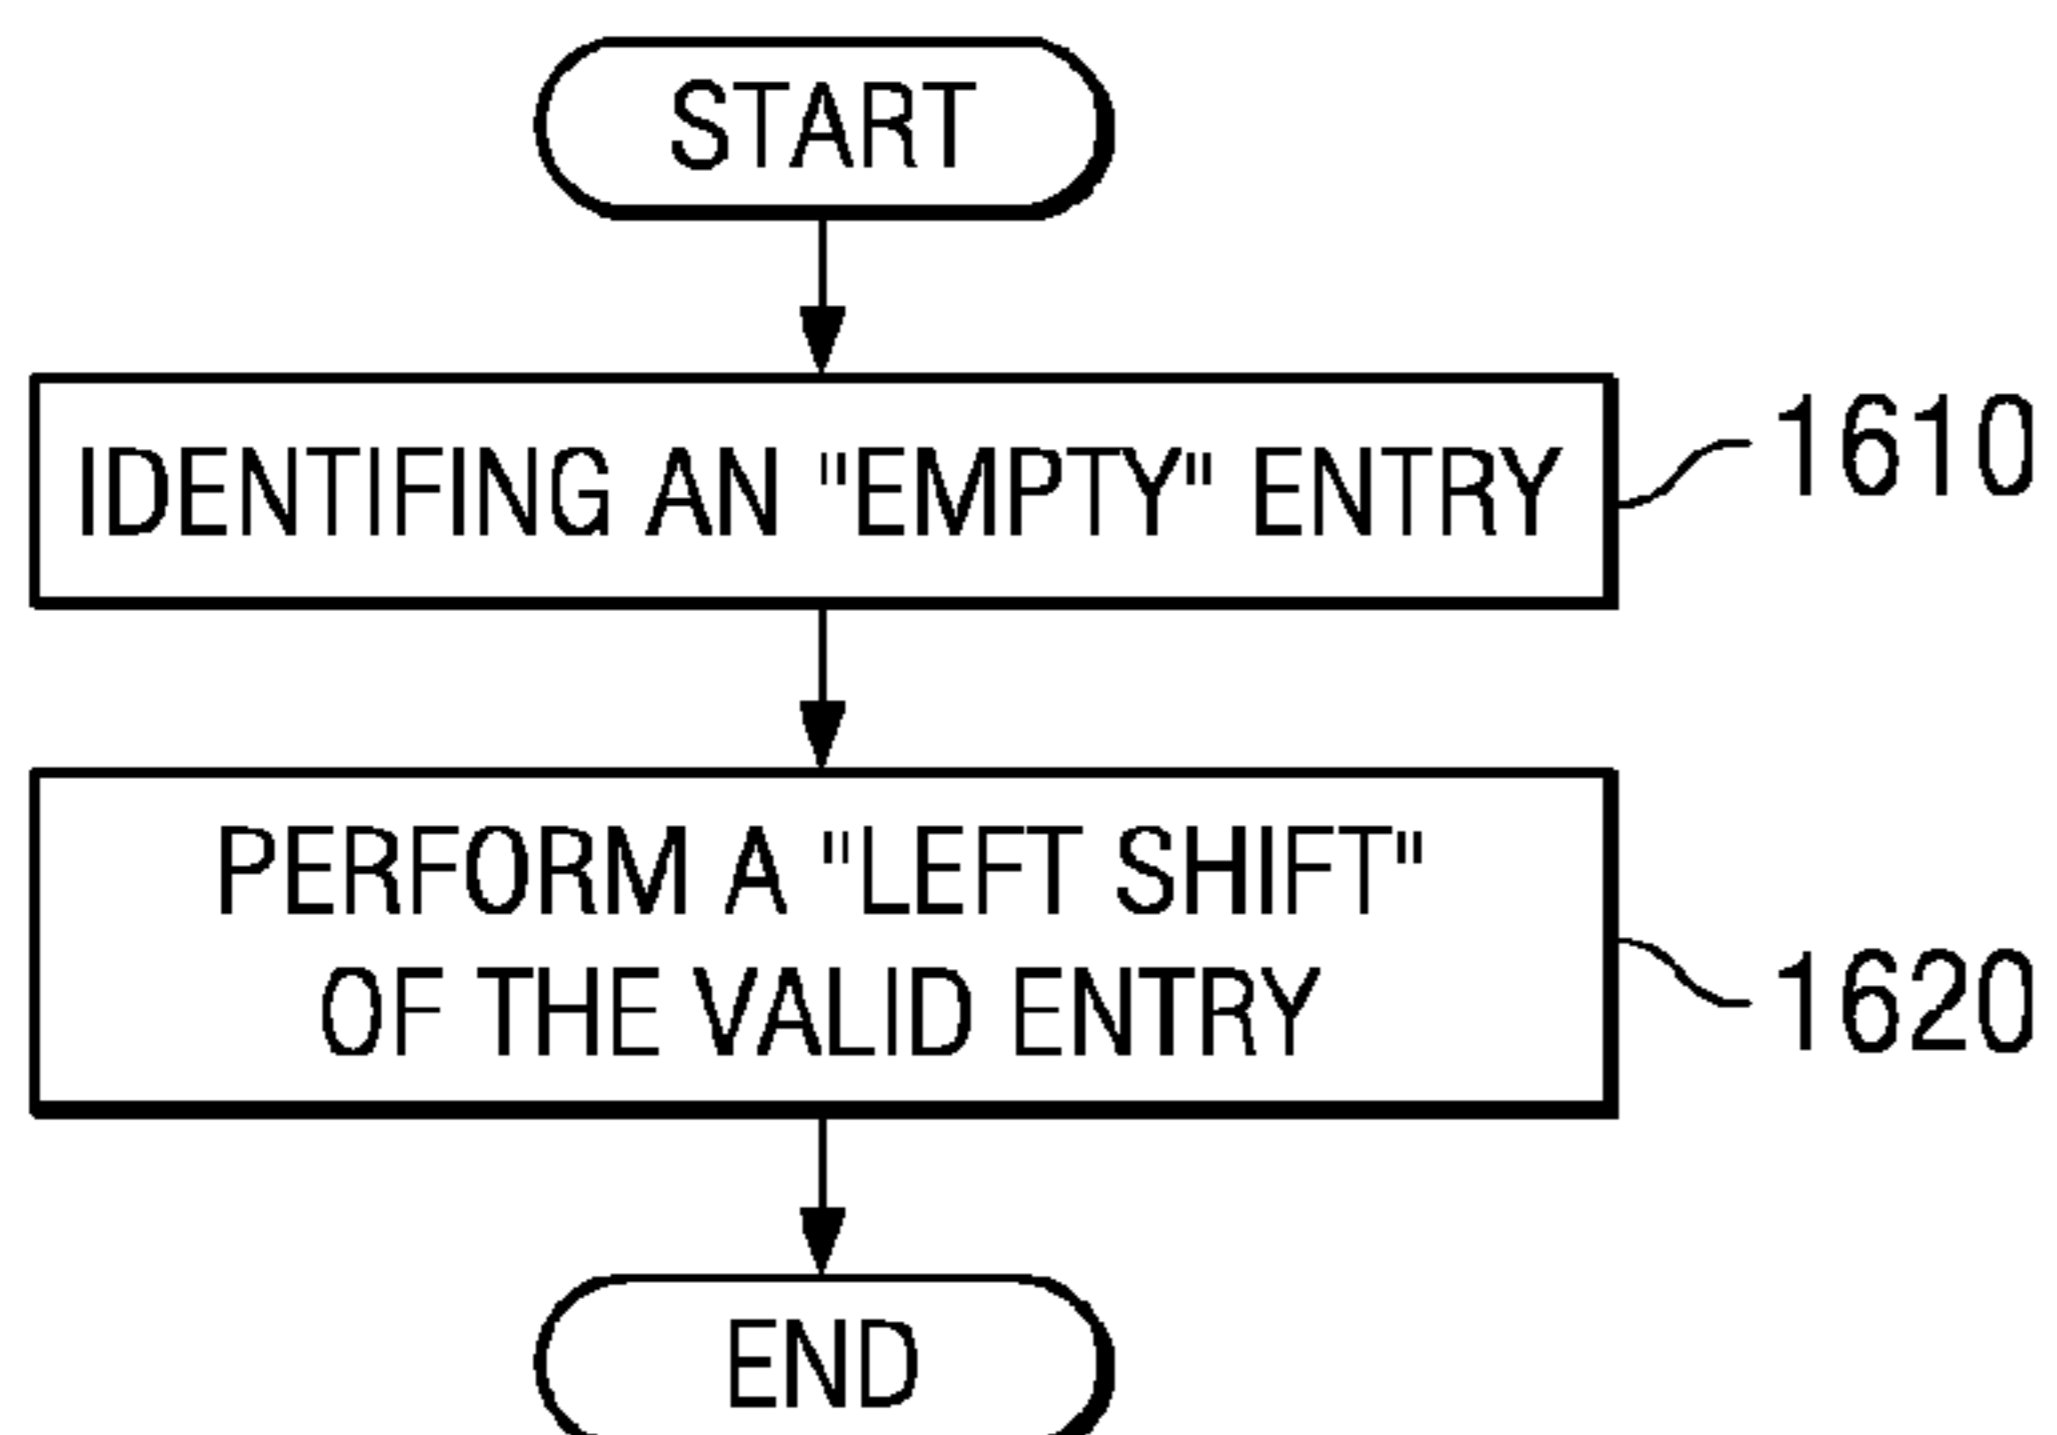 START
IDENTIFING AN "EMPTY" ENTRY
1610
PERFORM A "LEFT SHIFT"
OF THE VALID ENTRY
1620
END